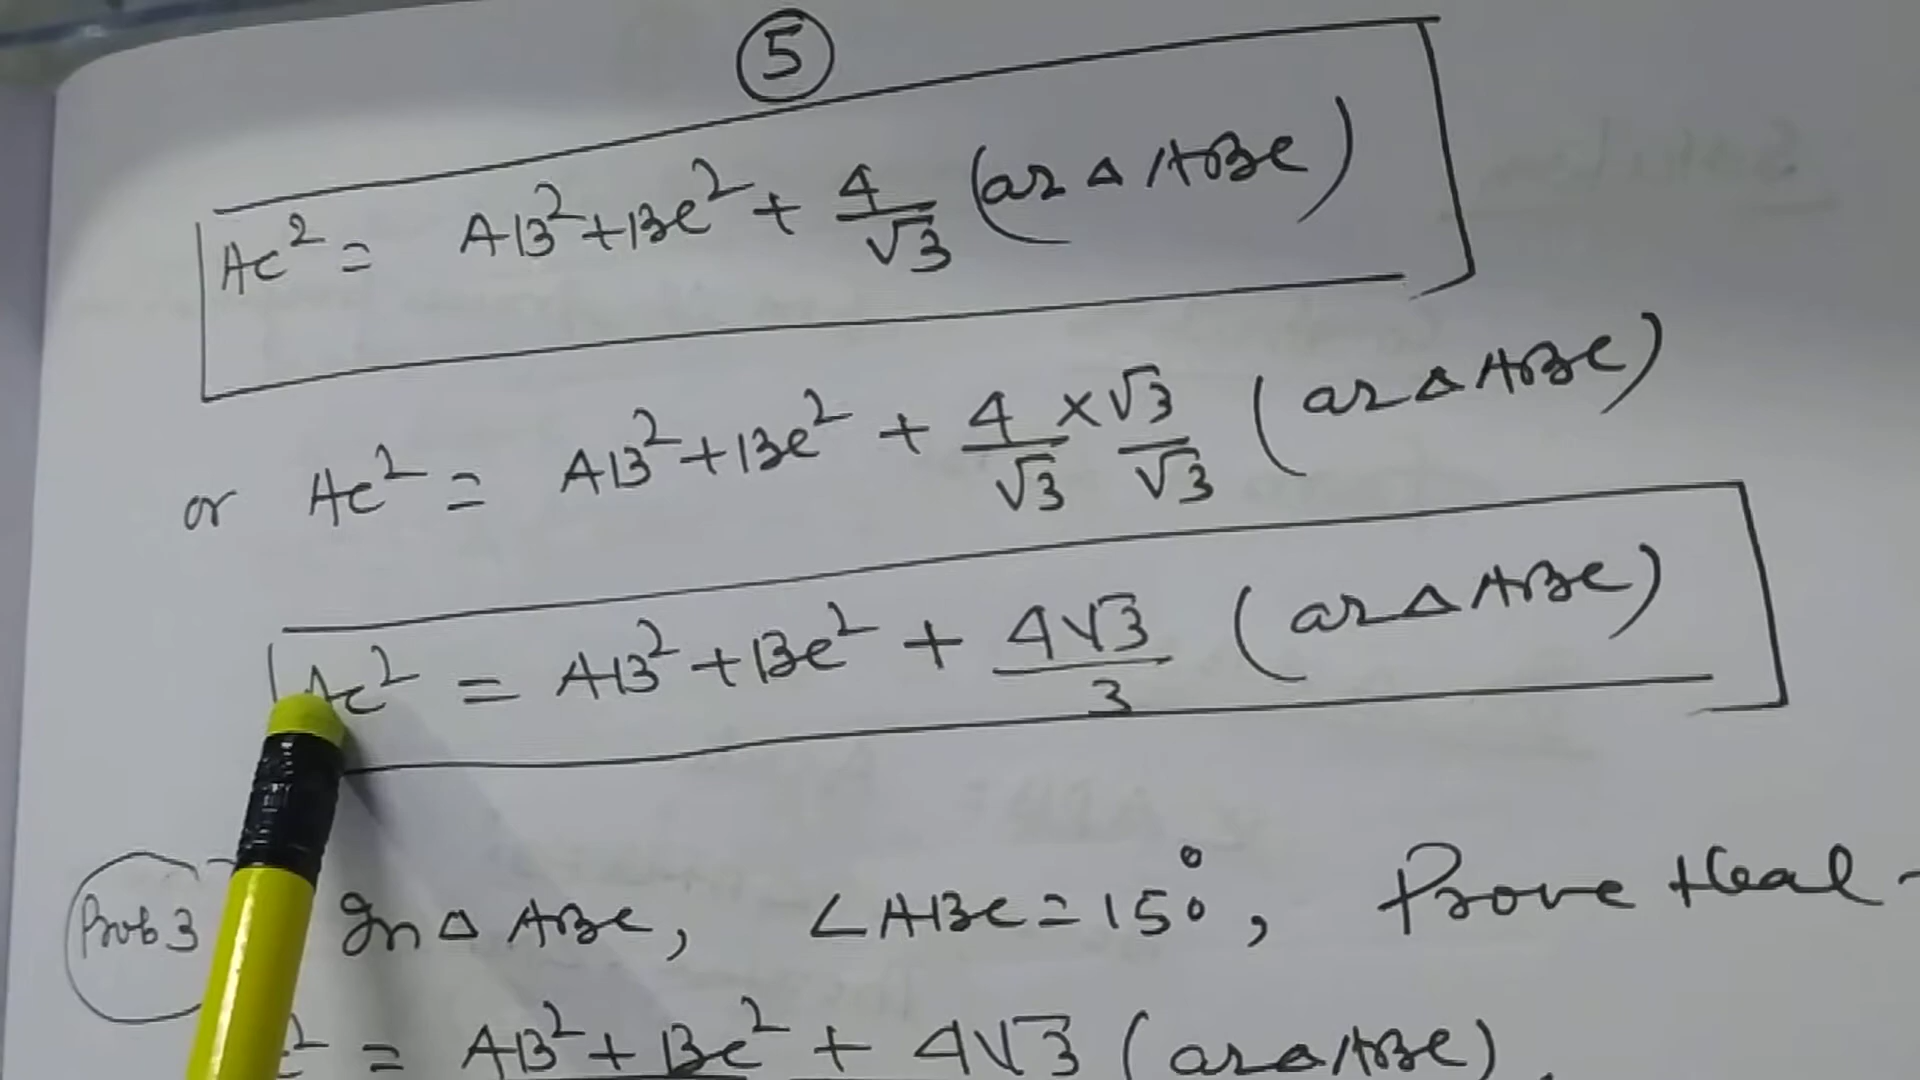 5
AC² = AB²+BC² + 4/√3 (ar △ ABC)
or AC² = AB²+BC² + 4/√3 × √3/√3 (ar △ ABC)
AC² = AB²+BC² + 4√3/3 (ar △ ABC)
Prob 3 In △ ABC, ∠ABC = 150°, Prove that -
² = AB² + BC² + 4√3 (ar △ ABC).